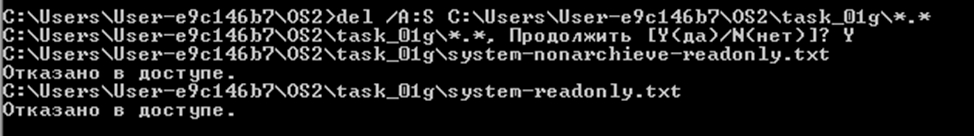 C:\Users\User-e9c146b7\OS2>del /A:S C:\Users\User-e9c146b7\OS2\task_01g\*.*
C:\Users\User-e9c146b7\OS2\task_01g\*.*, Продолжить [Y(да)/N(нет)]? Y
C:\Users\User-e9c146b7\OS2\task_01g\system-nonarchieve-readonly.txt
Отказано в доступе.
C:\Users\User-e9c146b7\OS2\task_01g\system-readonly.txt
Отказано в доступе.